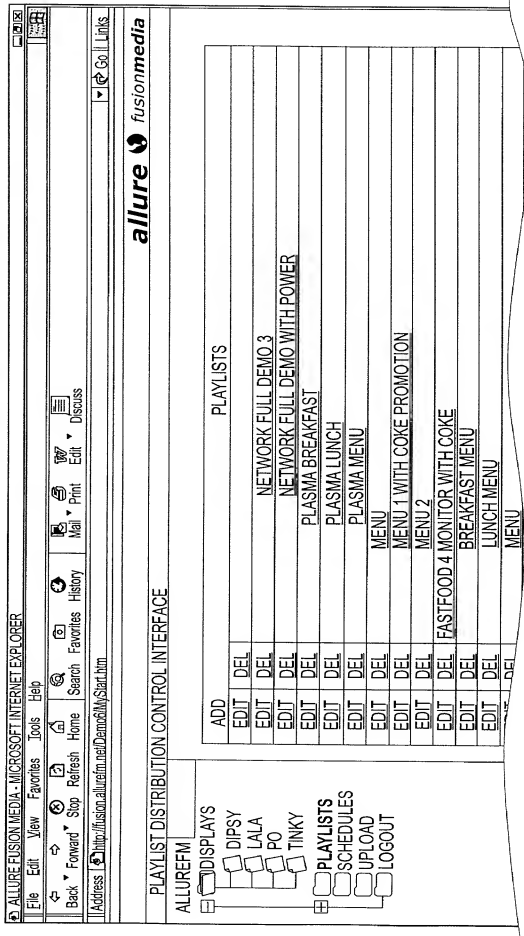 ALLURE FUSION MEDIA - MICROSOFT INTERNET EXPLORER
File Edit View Favorites Tools Help
Back Forward Stop Refresh Home Search Favorites History Mail Print Edit Discuss
Address http://fusion.allurefm.net/Demo6/MyStart.htm Go Links
allure fusionmedia
PLAYLIST DISTRIBUTION CONTROL INTERFACE
ALLUREFM
DISPLAYS
DIPSY
LALA
PO
TINKY
PLAYLISTS
SCHEDULES
UPLOAD
LOGOUT
ADD PLAYLISTS
EDIT DEL
EDIT DEL NETWORK FULL DEMO 3
EDIT DEL NETWORK FULL DEMO WITH POWER
EDIT DEL PLASMA BREAKFAST
EDIT DEL PLASMA LUNCH
EDIT DEL PLASMA MENU
EDIT DEL MENU
EDIT DEL MENU 1 WITH COKE PROMOTION
EDIT DEL MENU 2
EDIT DEL FASTFOOD 4 MONITOR WITH COKE
EDIT DEL BREAKFAST MENU
EDIT DEL LUNCH MENU
EDIT DEL MENU